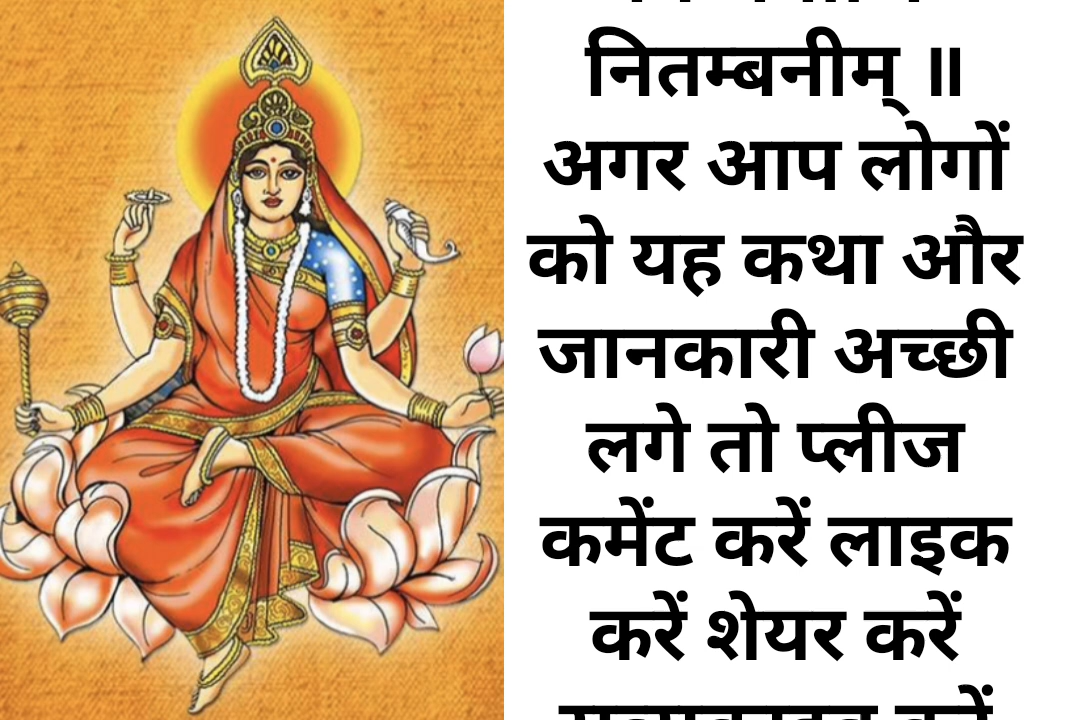 नितम्बनीम् ॥
अगर आप लोगों
को यह कथा और
जानकारी अच्छी
लगे तो प्लीज
कमेंट करें लाइक
करें शेयर करें